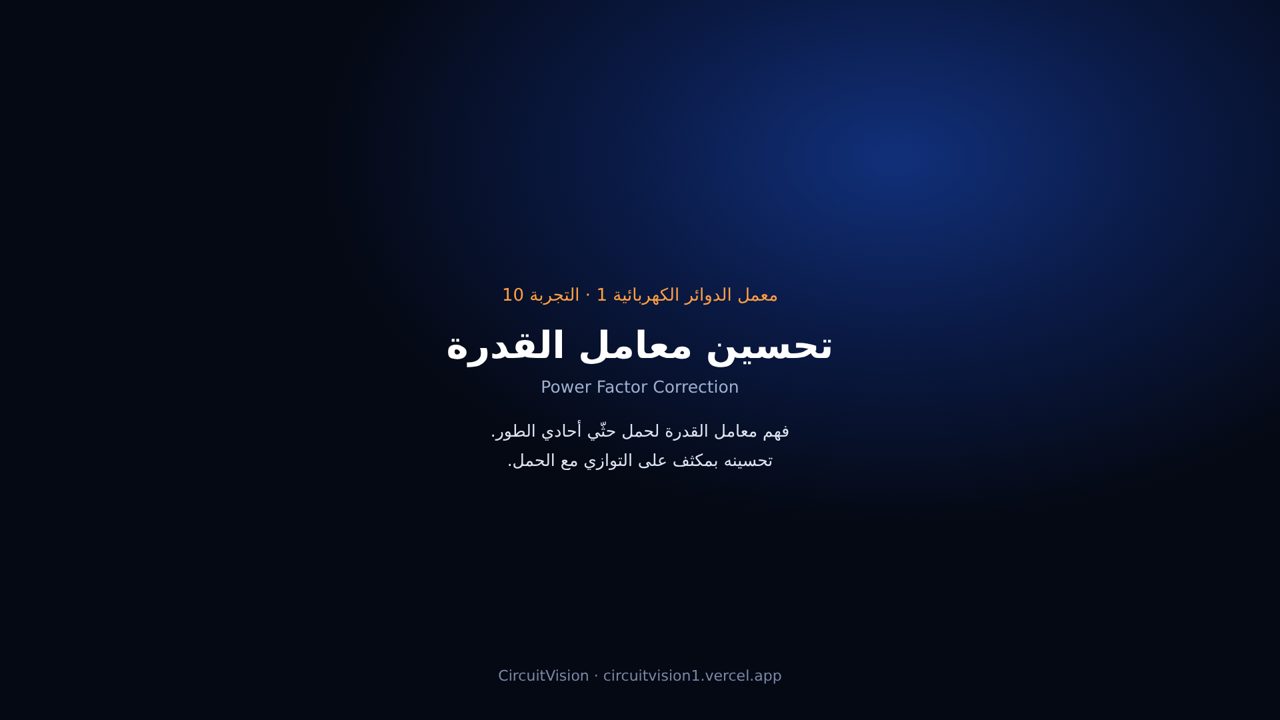 معمل الدوائر الكهربائية 1 · التجربة 10
تحسين معامل القدرة
Power Factor Correction
فهم معامل القدرة لحمل حثّي أحادي الطور.
تحسينه بمكثف على التوازي مع الحمل.
CircuitVision · circuitvision1.vercel.app